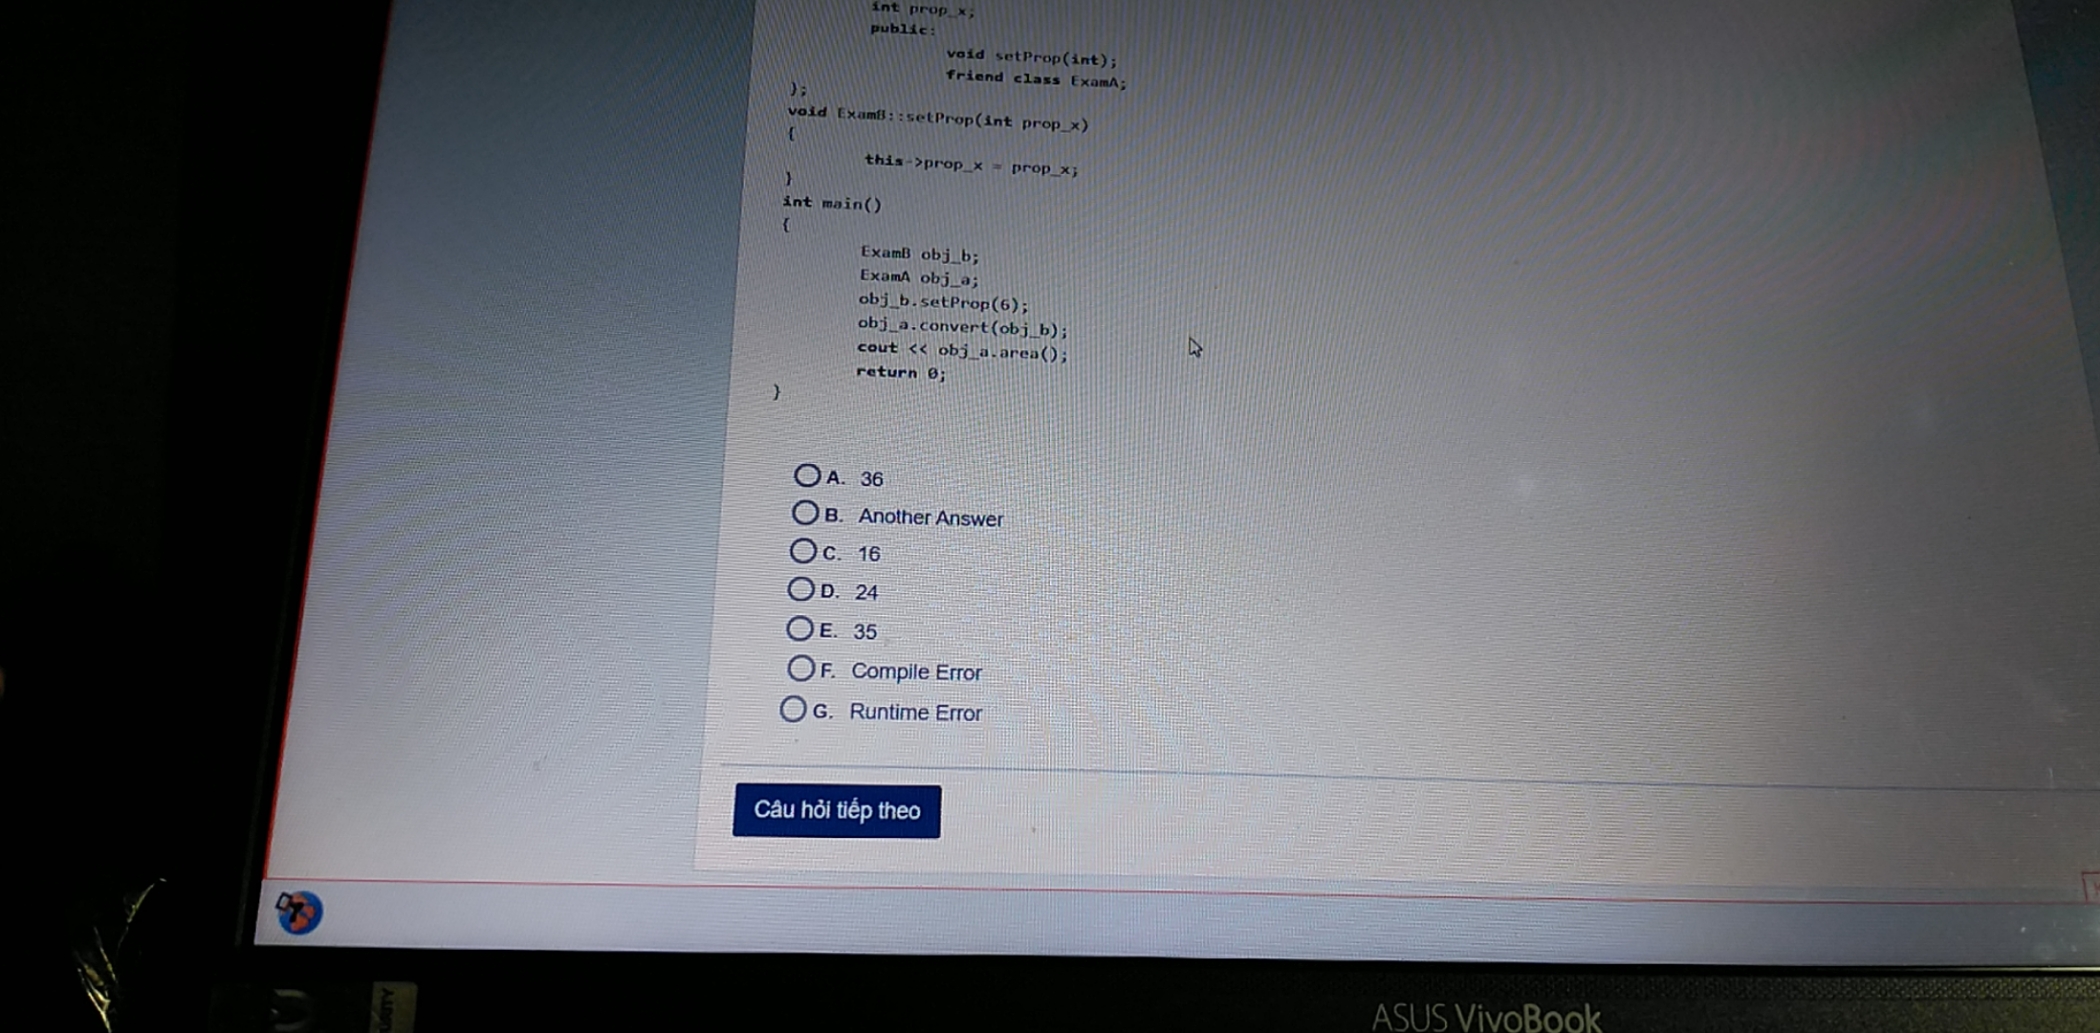 int prop_x;
public:
void setProp(int);
friend class ExamA;
};
void ExamB::setProp(int prop_x)
{
this->prop_x = prop_x;
}
int main()
{
ExamB obj_b;
ExamA obj_a;
obj_b.setProp(6);
obj_a.convert(obj_b);
cout << obj_a.area();
return 0;
}
A. 36
B. Another Answer
C. 16
D. 24
E. 35
F. Compile Error
G. Runtime Error
Câu hỏi tiếp theo
ASUS VivoBook